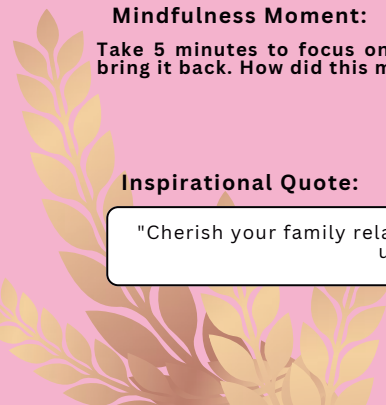 Mindfulness Moment:
Take 5 minutes to focus on
bring it back. How did this
Inspirational Quote:
"Cherish your family